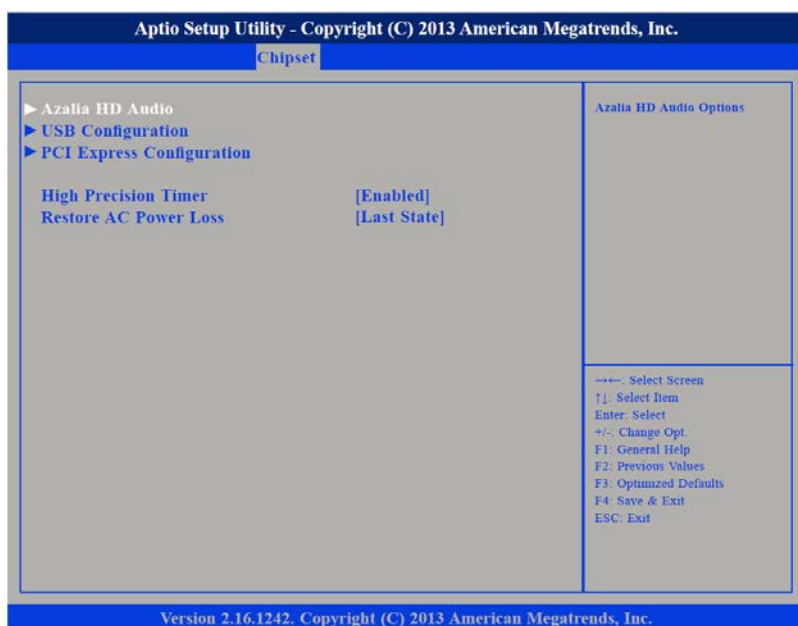 Aptio Setup Utility - Copyright (C) 2013 American Megatrends, Inc.
Chipset
► Azalia HD Audio
► USB Configuration
► PCI Express Configuration
High Precision Timer [Enabled]
Restore AC Power Loss [Last State]
Azalia HD Audio Options
→←: Select Screen
↑↓: Select Item
Enter: Select
+/-: Change Opt.
F1: General Help
F2: Previous Values
F3: Optimized Defaults
F4: Save & Exit
ESC: Exit
Version 2.16.1242. Copyright (C) 2013 American Megatrends, Inc.